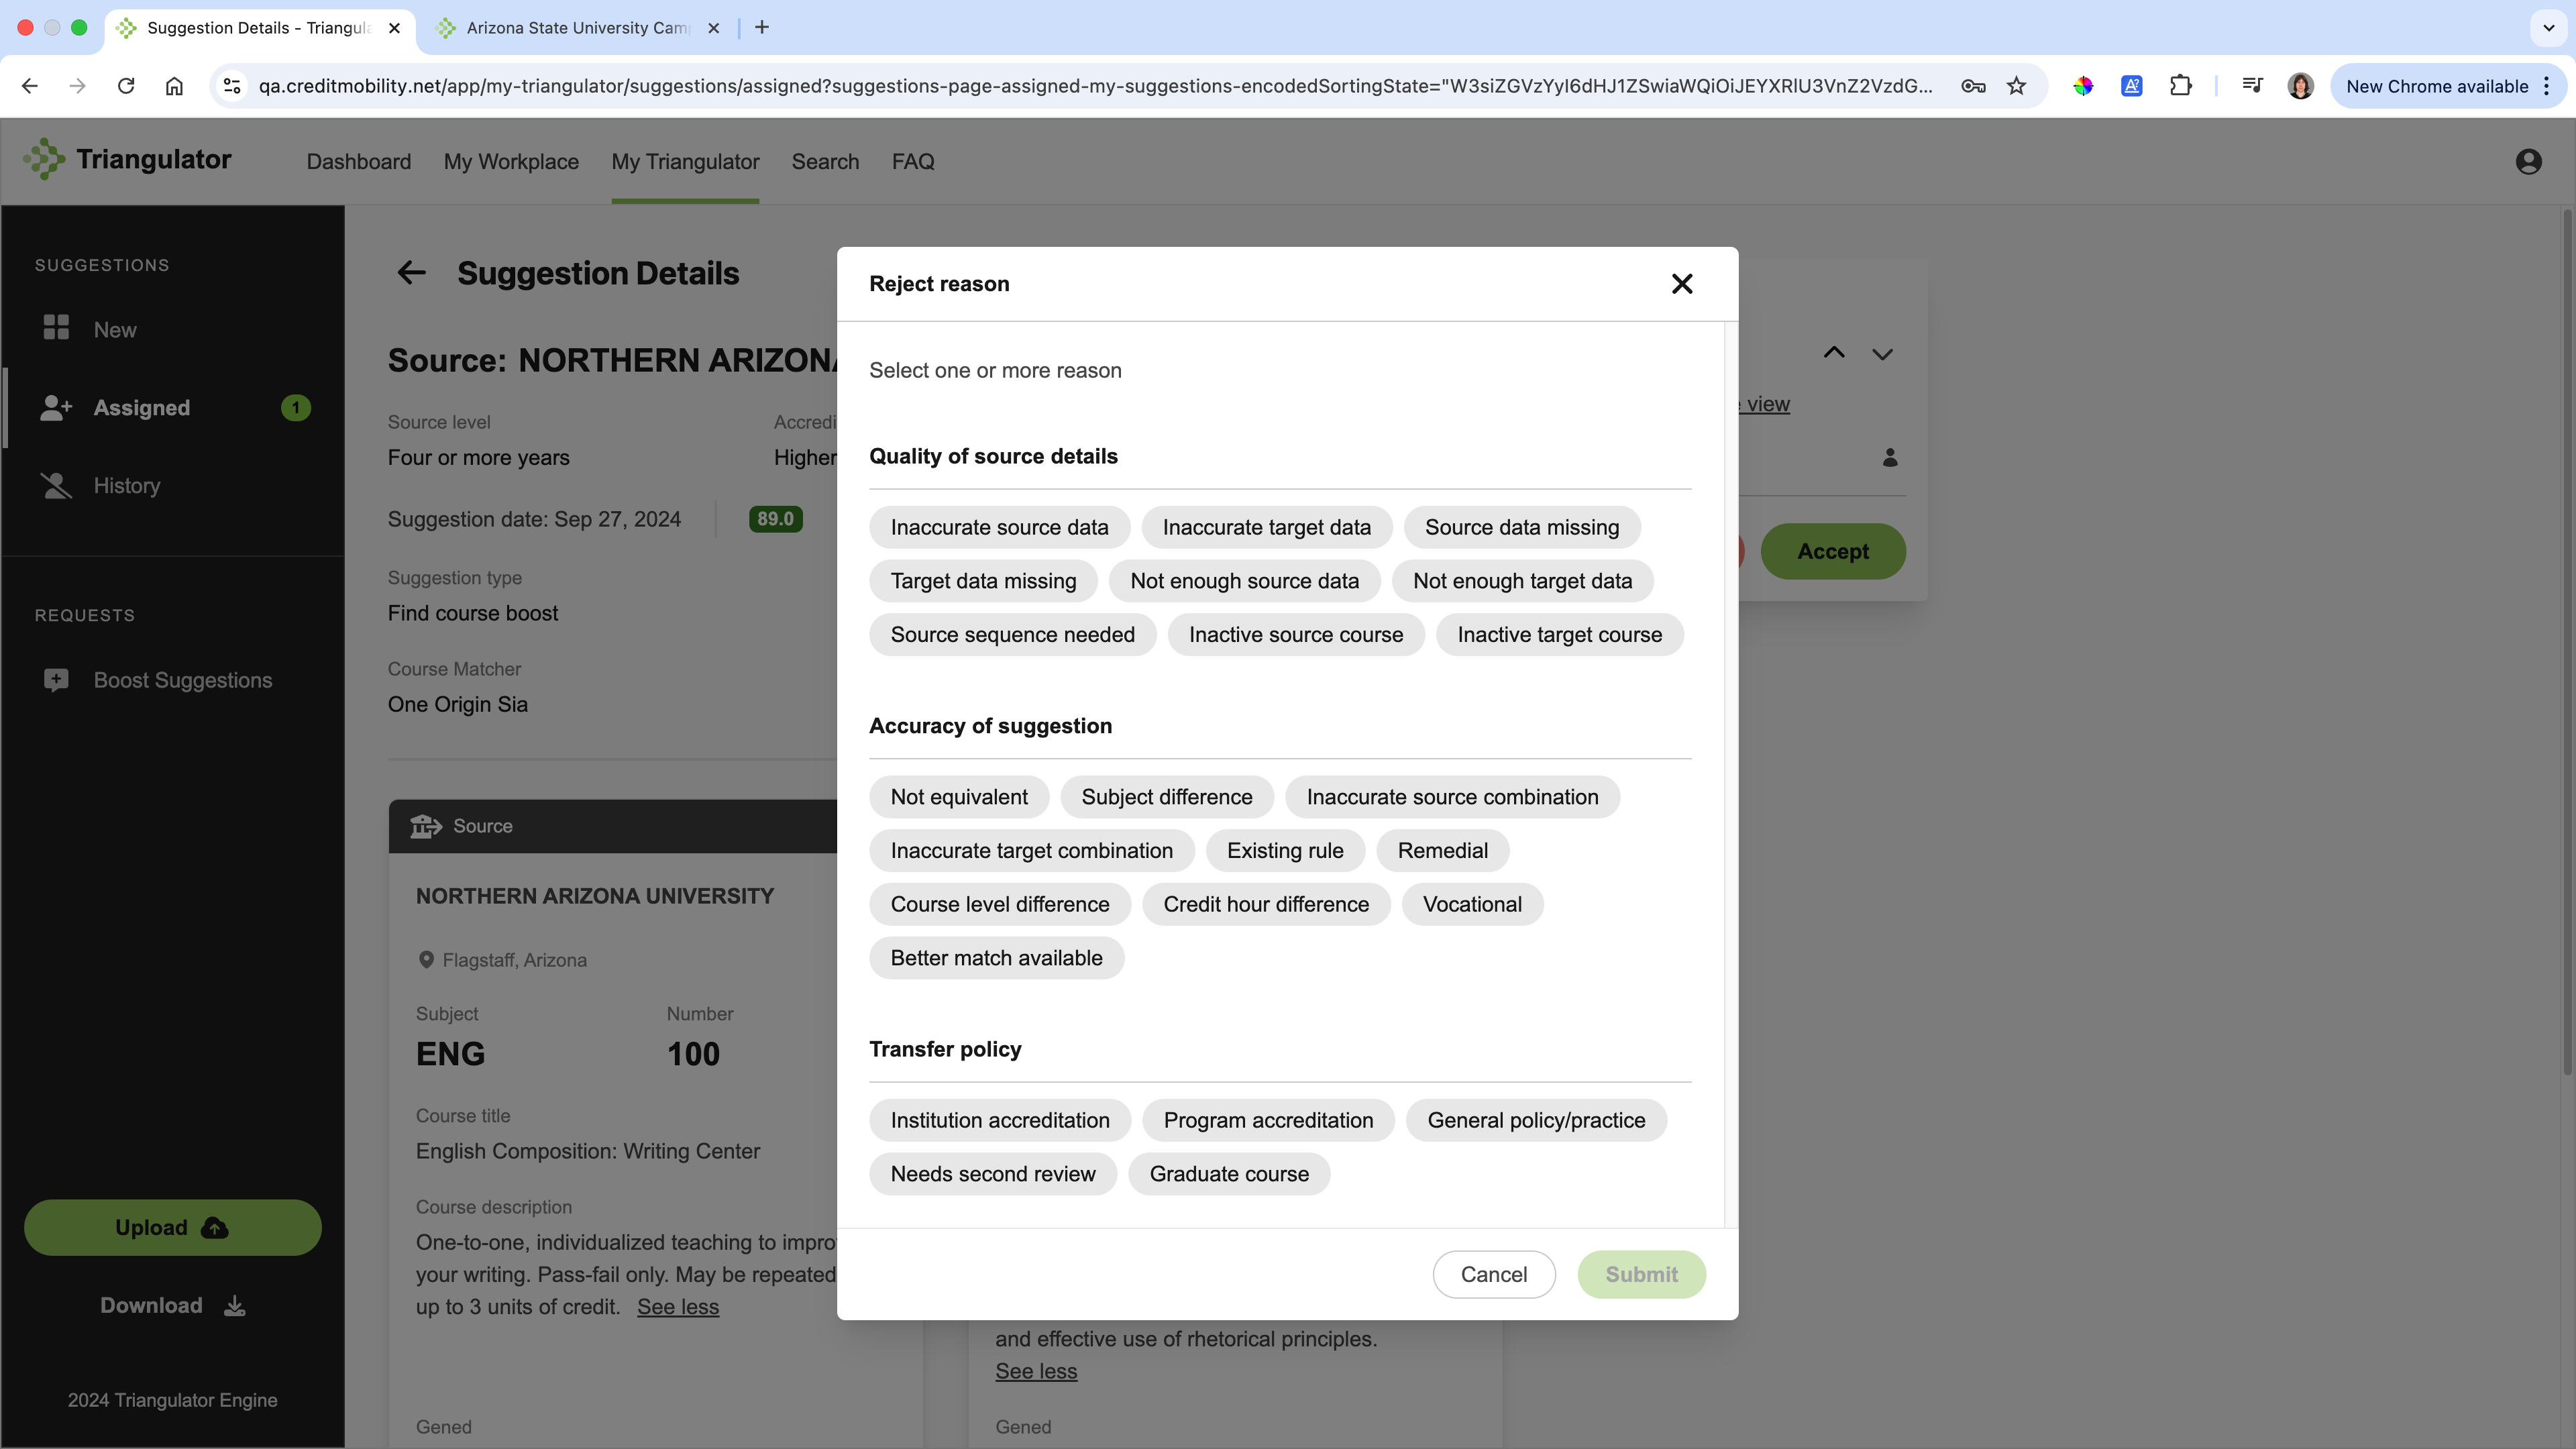 Suggestion Details - Triangula
Arizona State University Cam
qa.creditmobility.net/app/my-triangulator/suggestions/assigned?suggestions-page-assigned-my-suggestions-encodedSortingState="W3siZGVzYyI6dHJ1ZSwiaWQiOiJEYXRlU3VnZ2VzdG...
New Chrome available
Triangulator
Dashboard
My Workplace
My Triangulator
Search
FAQ
SUGGESTIONS
New
Assigned
1
History
REQUESTS
Boost Suggestions
Upload
Download
2024 Triangulator Engine
Suggestion Details
Source: NORTHERN ARIZONA
Source level
Four or more years
Accredi
Higher
Suggestion date: Sep 27, 2024
89.0
Suggestion type
Find course boost
Course Matcher
One Origin Sia
Source
NORTHERN ARIZONA UNIVERSITY
Flagstaff, Arizona
Subject
Number
ENG
100
Course title
English Composition: Writing Center
Course description
One-to-one, individualized teaching to impro
your writing. Pass-fail only. May be repeated
up to 3 units of credit. See less
Gened
and effective use of rhetorical principles.
See less
Gened
view
Accept
Reject reason
Select one or more reason
Quality of source details
Inaccurate source data
Inaccurate target data
Source data missing
Target data missing
Not enough source data
Not enough target data
Source sequence needed
Inactive source course
Inactive target course
Accuracy of suggestion
Not equivalent
Subject difference
Inaccurate source combination
Inaccurate target combination
Existing rule
Remedial
Course level difference
Credit hour difference
Vocational
Better match available
Transfer policy
Institution accreditation
Program accreditation
General policy/practice
Needs second review
Graduate course
Cancel
Submit